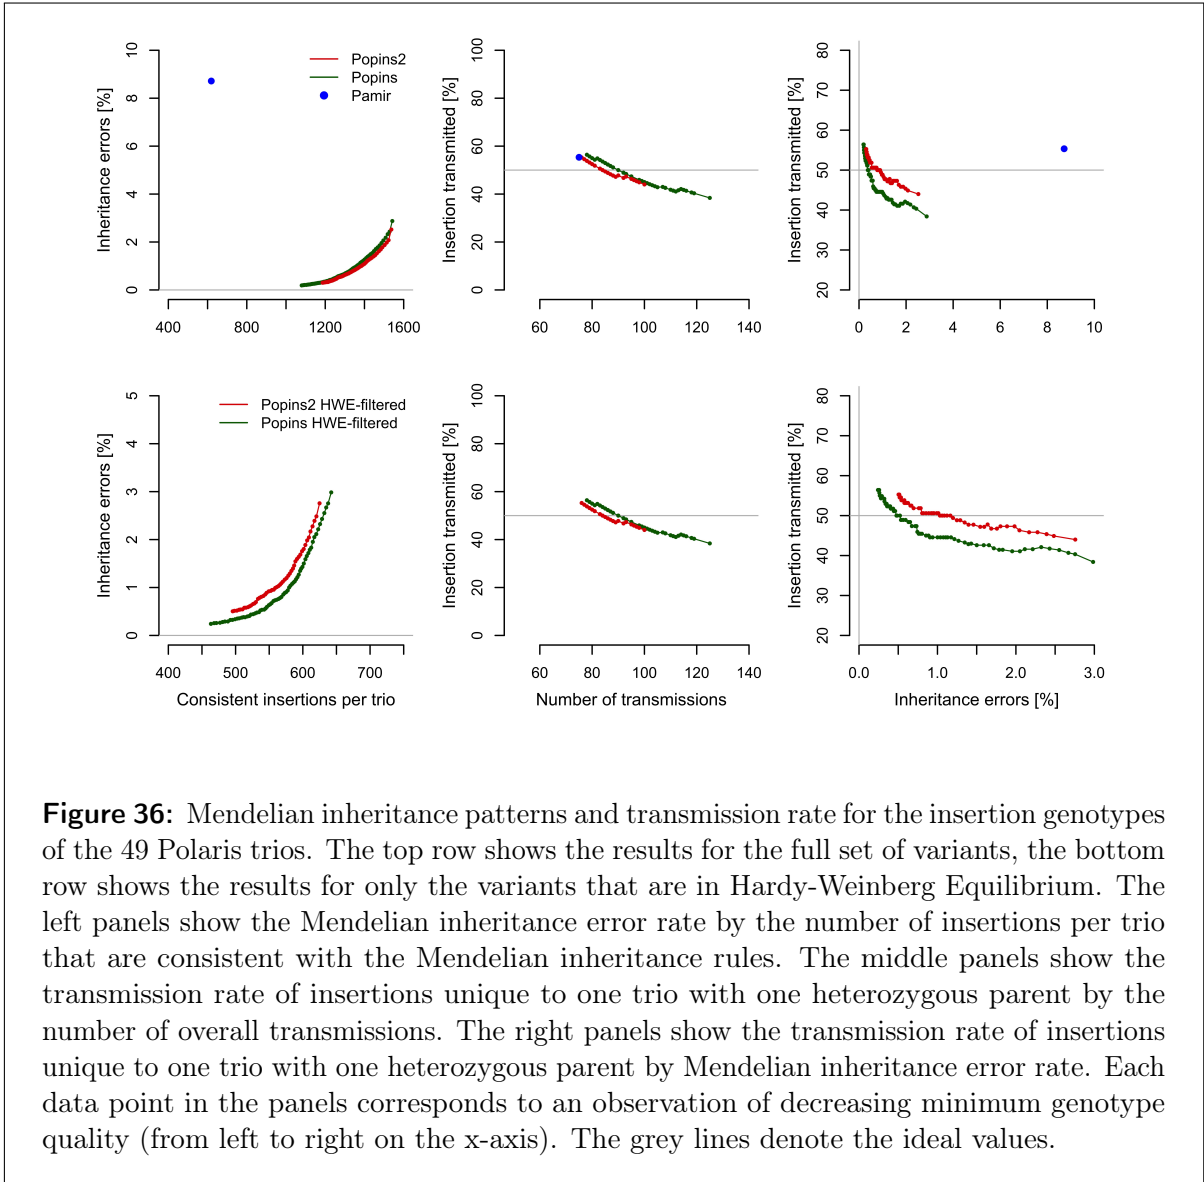 Inheritance errors [%]
0 2 4 6 8 10
400 800 1200 1600
Popins2
Popins
Pamir
Insertion transmitted [%]
0 20 40 60 80 100
60 80 100 120 140
Insertion transmitted [%]
20 30 40 50 60 70 80
0 2 4 6 8 10
Inheritance errors [%]
0 1 2 3 4 5
400 500 600 700
Consistent insertions per trio
Popins2 HWE-filtered
Popins HWE-filtered
Insertion transmitted [%]
0 20 40 60 80 100
60 80 100 120 140
Number of transmissions
Insertion transmitted [%]
20 30 40 50 60 70 80
0.0 1.0 2.0 3.0
Inheritance errors [%]
Figure 36: Mendelian inheritance patterns and transmission rate for the insertion genotypes
of the 49 Polaris trios. The top row shows the results for the full set of variants, the bottom
row shows the results for only the variants that are in Hardy-Weinberg Equilibrium. The
left panels show the Mendelian inheritance error rate by the number of insertions per trio
that are consistent with the Mendelian inheritance rules. The middle panels show the
transmission rate of insertions unique to one trio with one heterozygous parent by the
number of overall transmissions. The right panels show the transmission rate of insertions
unique to one trio with one heterozygous parent by Mendelian inheritance error rate. Each
data point in the panels corresponds to an observation of decreasing minimum genotype
quality (from left to right on the x-axis). The grey lines denote the ideal values.